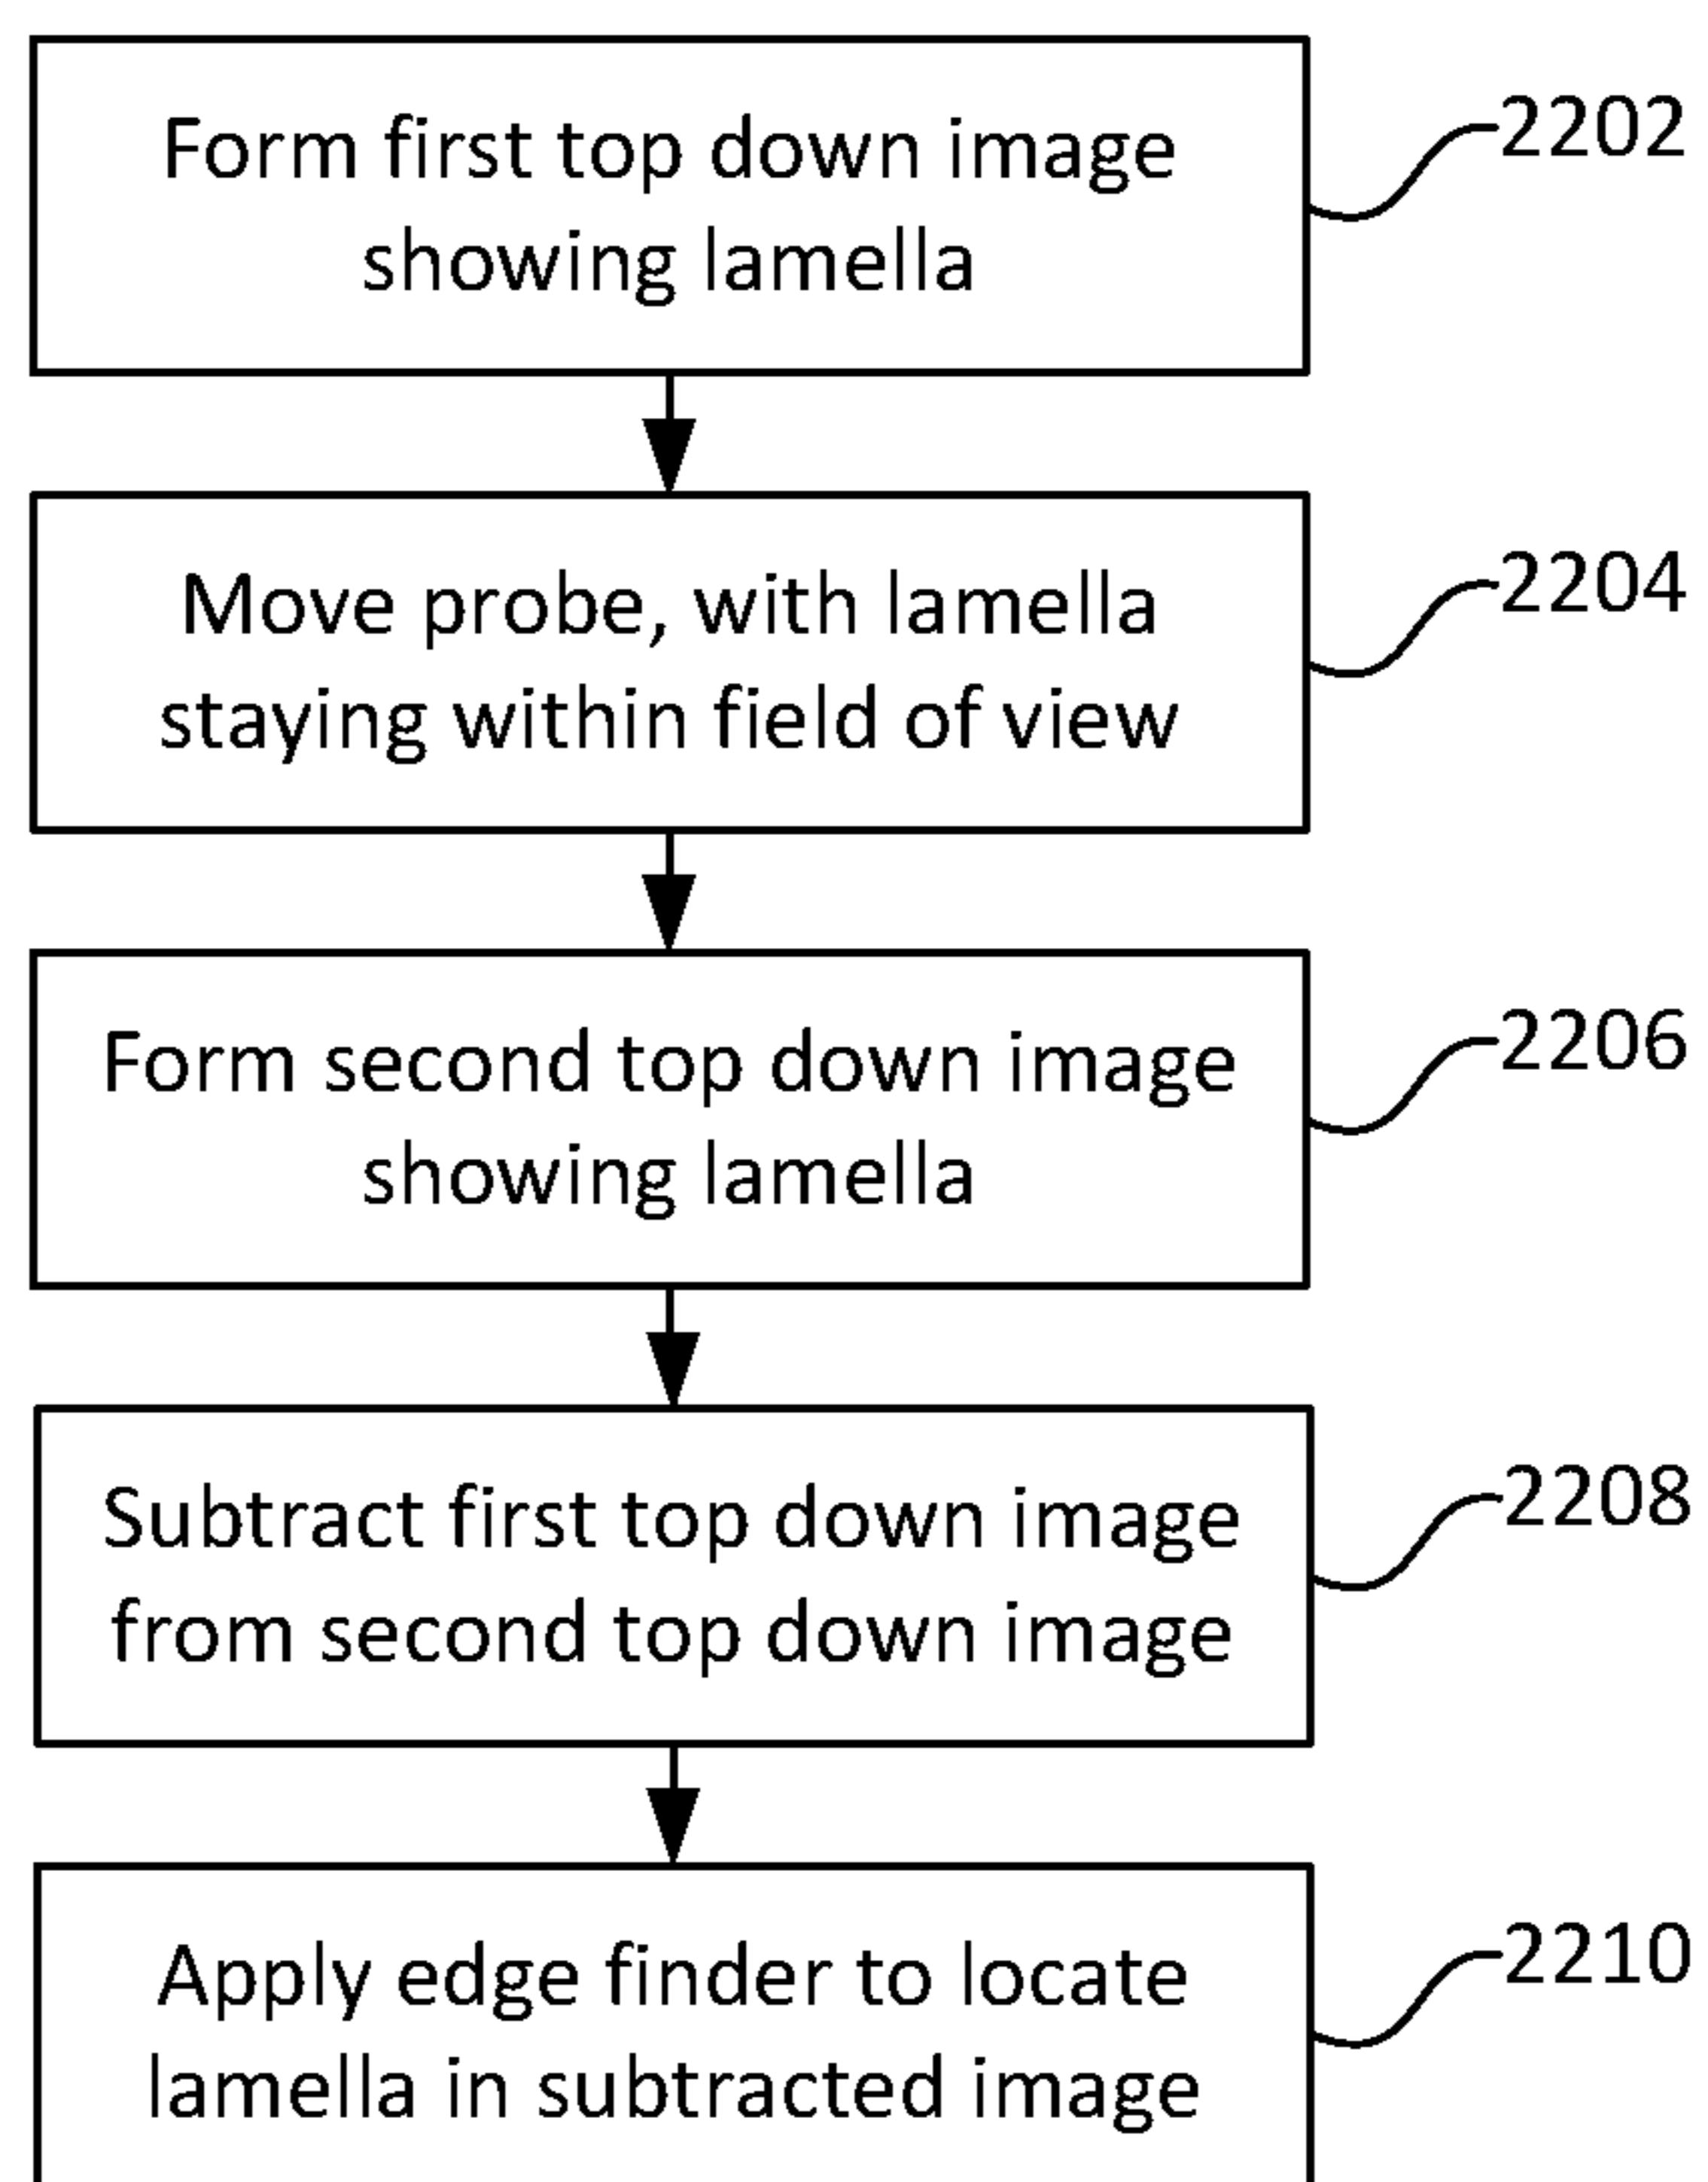 Form first top down image
showing lamella
2202
Move probe, with lamella
staying within field of view
2204
Form second top down image
showing lamella
2206
Subtract first top down image
from second top down image
2208
Apply edge finder to locate
lamella in subtracted image
2210